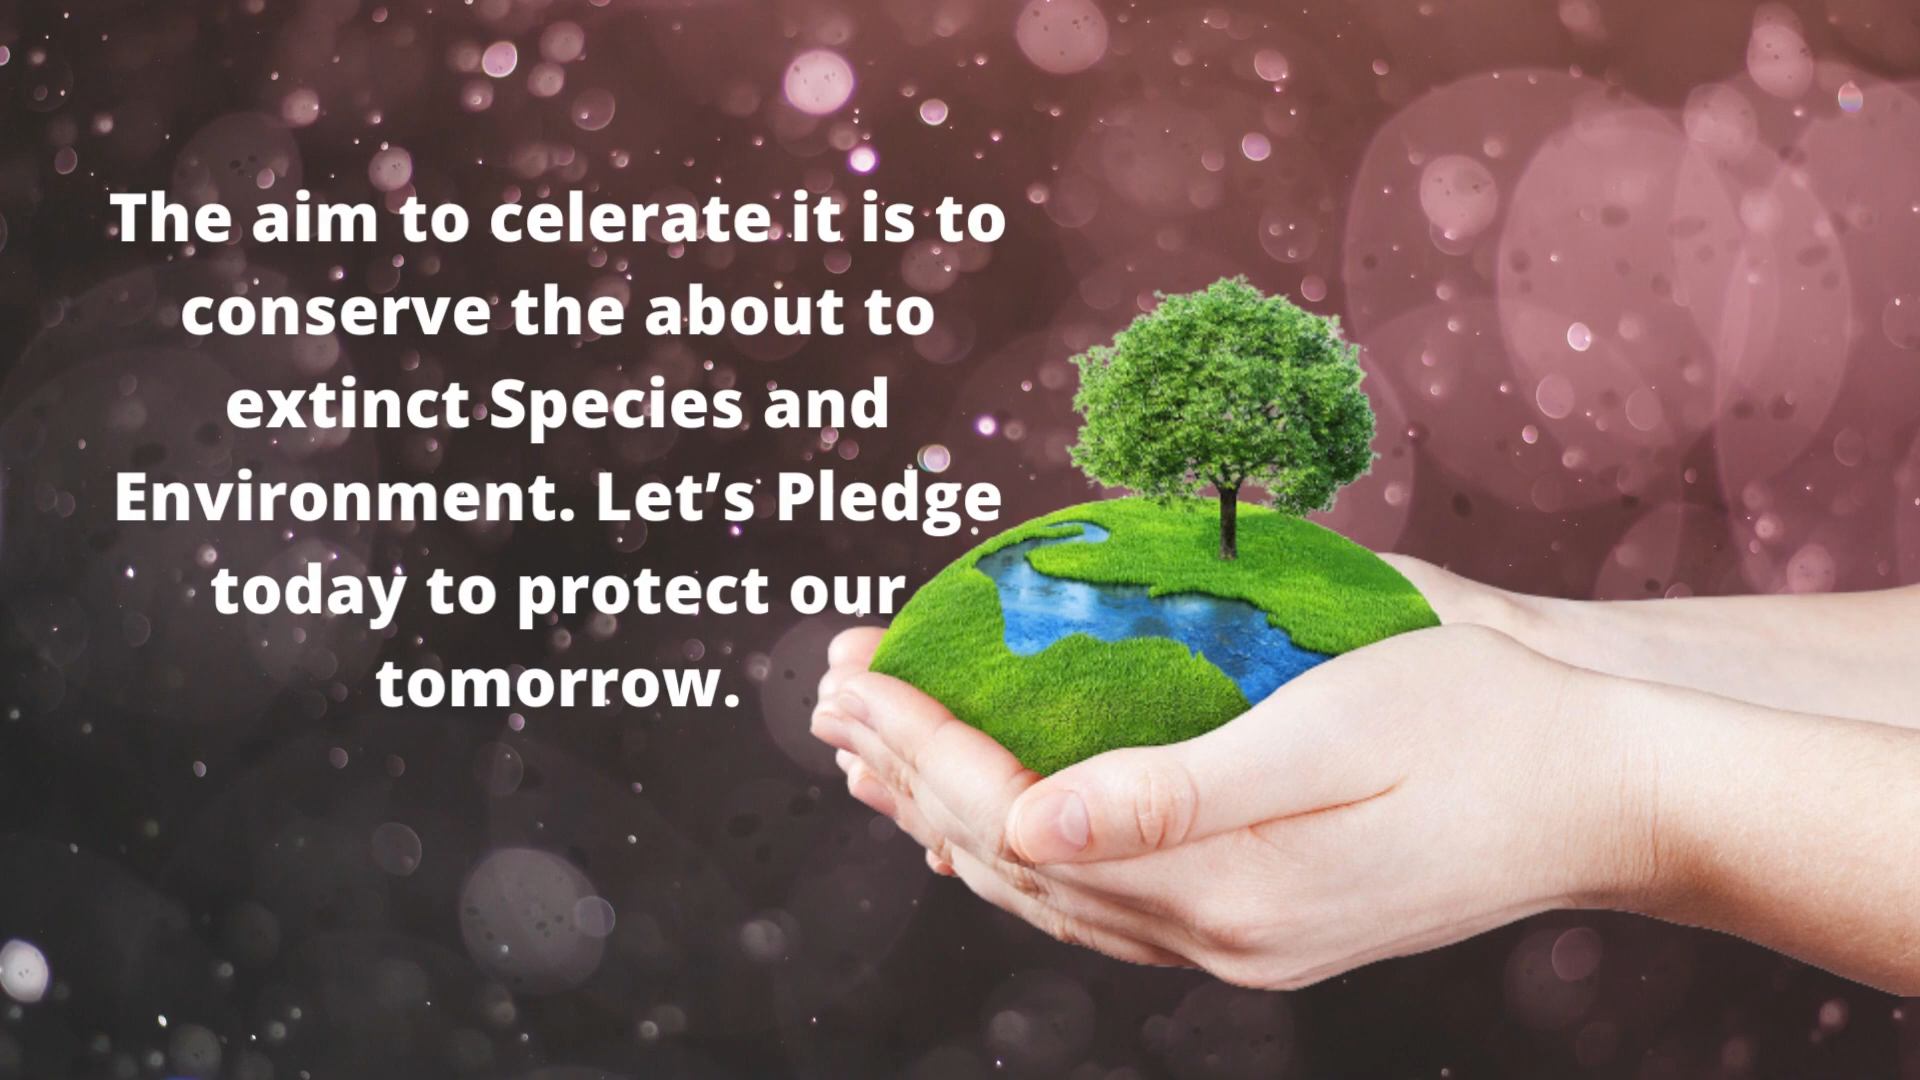 The aim to celerate it is to
conserve the about to
extinct Species and
Environment. Let’s Pledge
today to protect our
tomorrow.